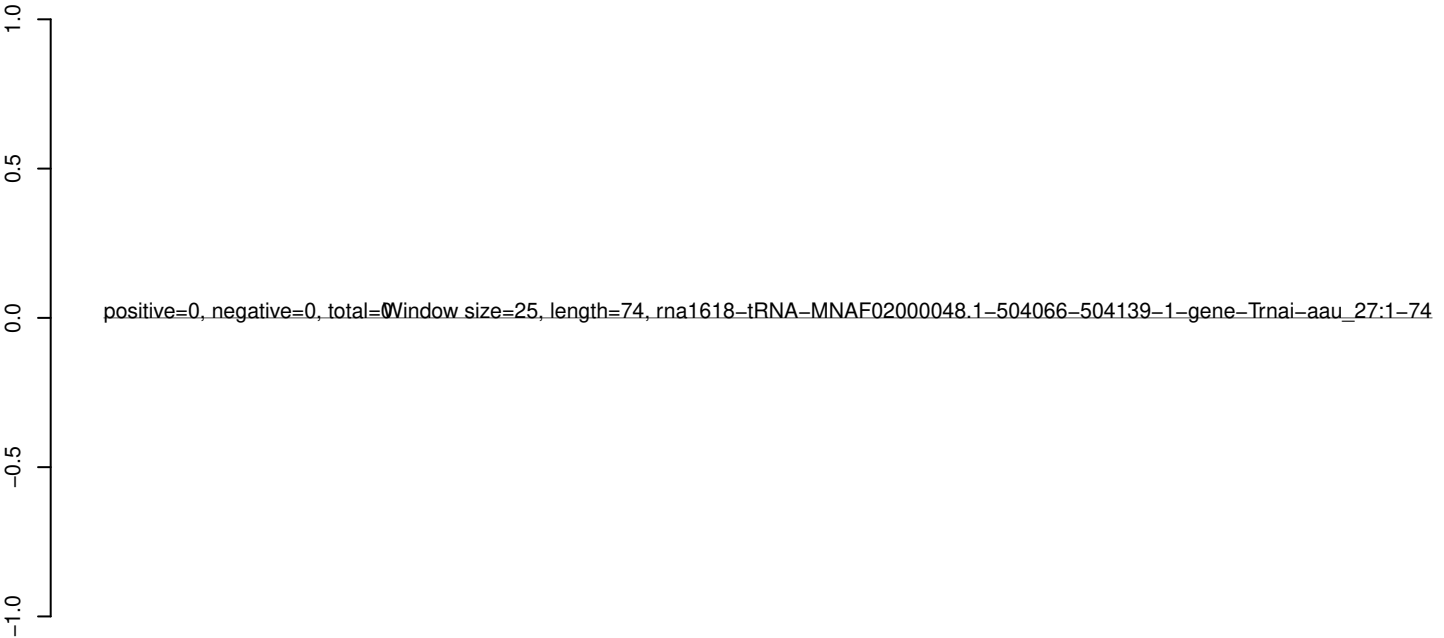 1.0
0.5
0.0
−0.5
−1.0
positive=0, negative=0, total=0
Window size=25, length=74, rna1618−tRNA−MNAF02000048.1−504066−504139−1−gene−Trnai−aau_27:1−74